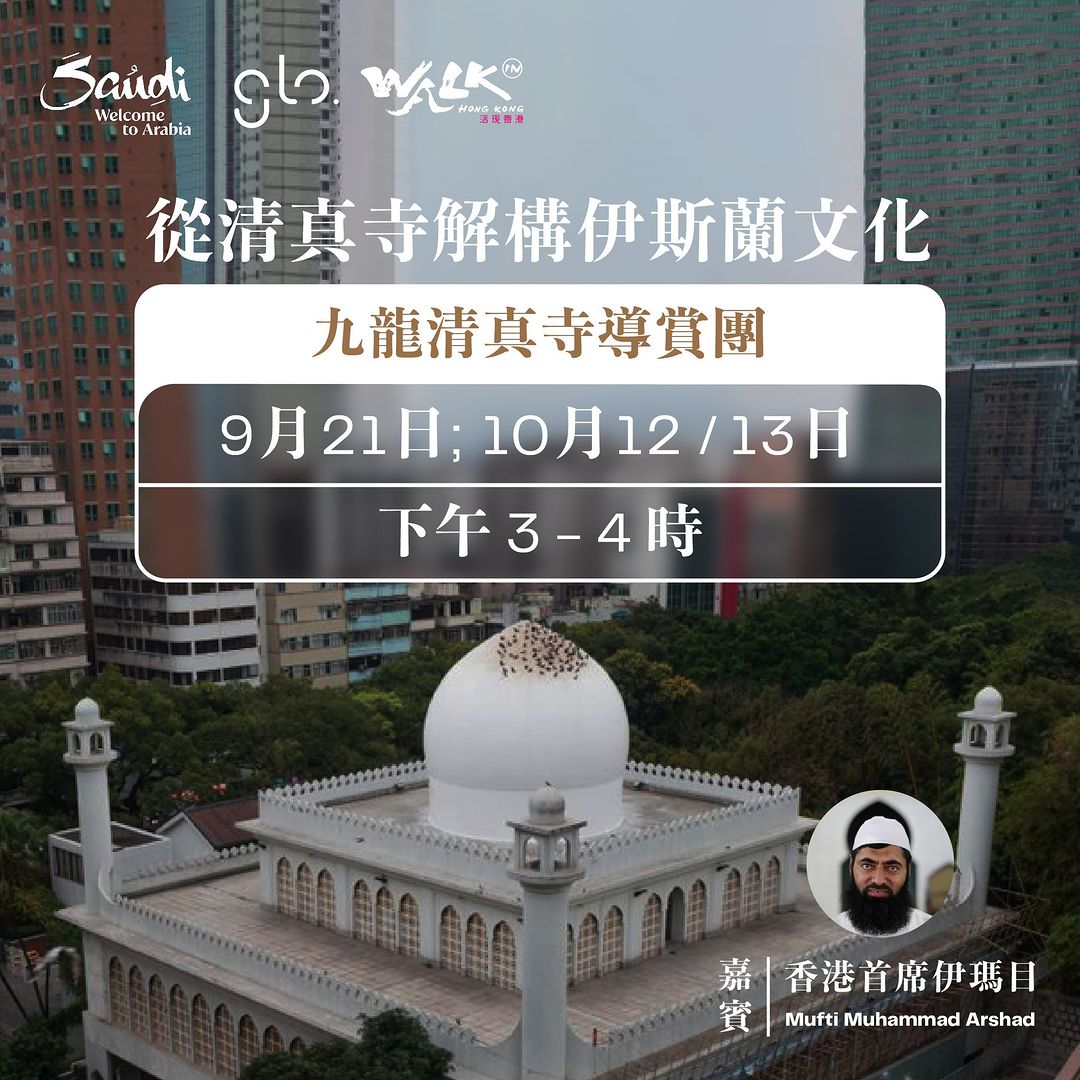 Saudi
Welcome
to Arabia
glo.
WALK IN
HONG KONG
活現香港
從清真寺解構伊斯蘭文化
九龍清真寺導賞團
9月21日; 10月12 / 13日
下午 3 – 4 時
嘉賓
香港首席伊瑪目
Mufti Muhammad Arshad